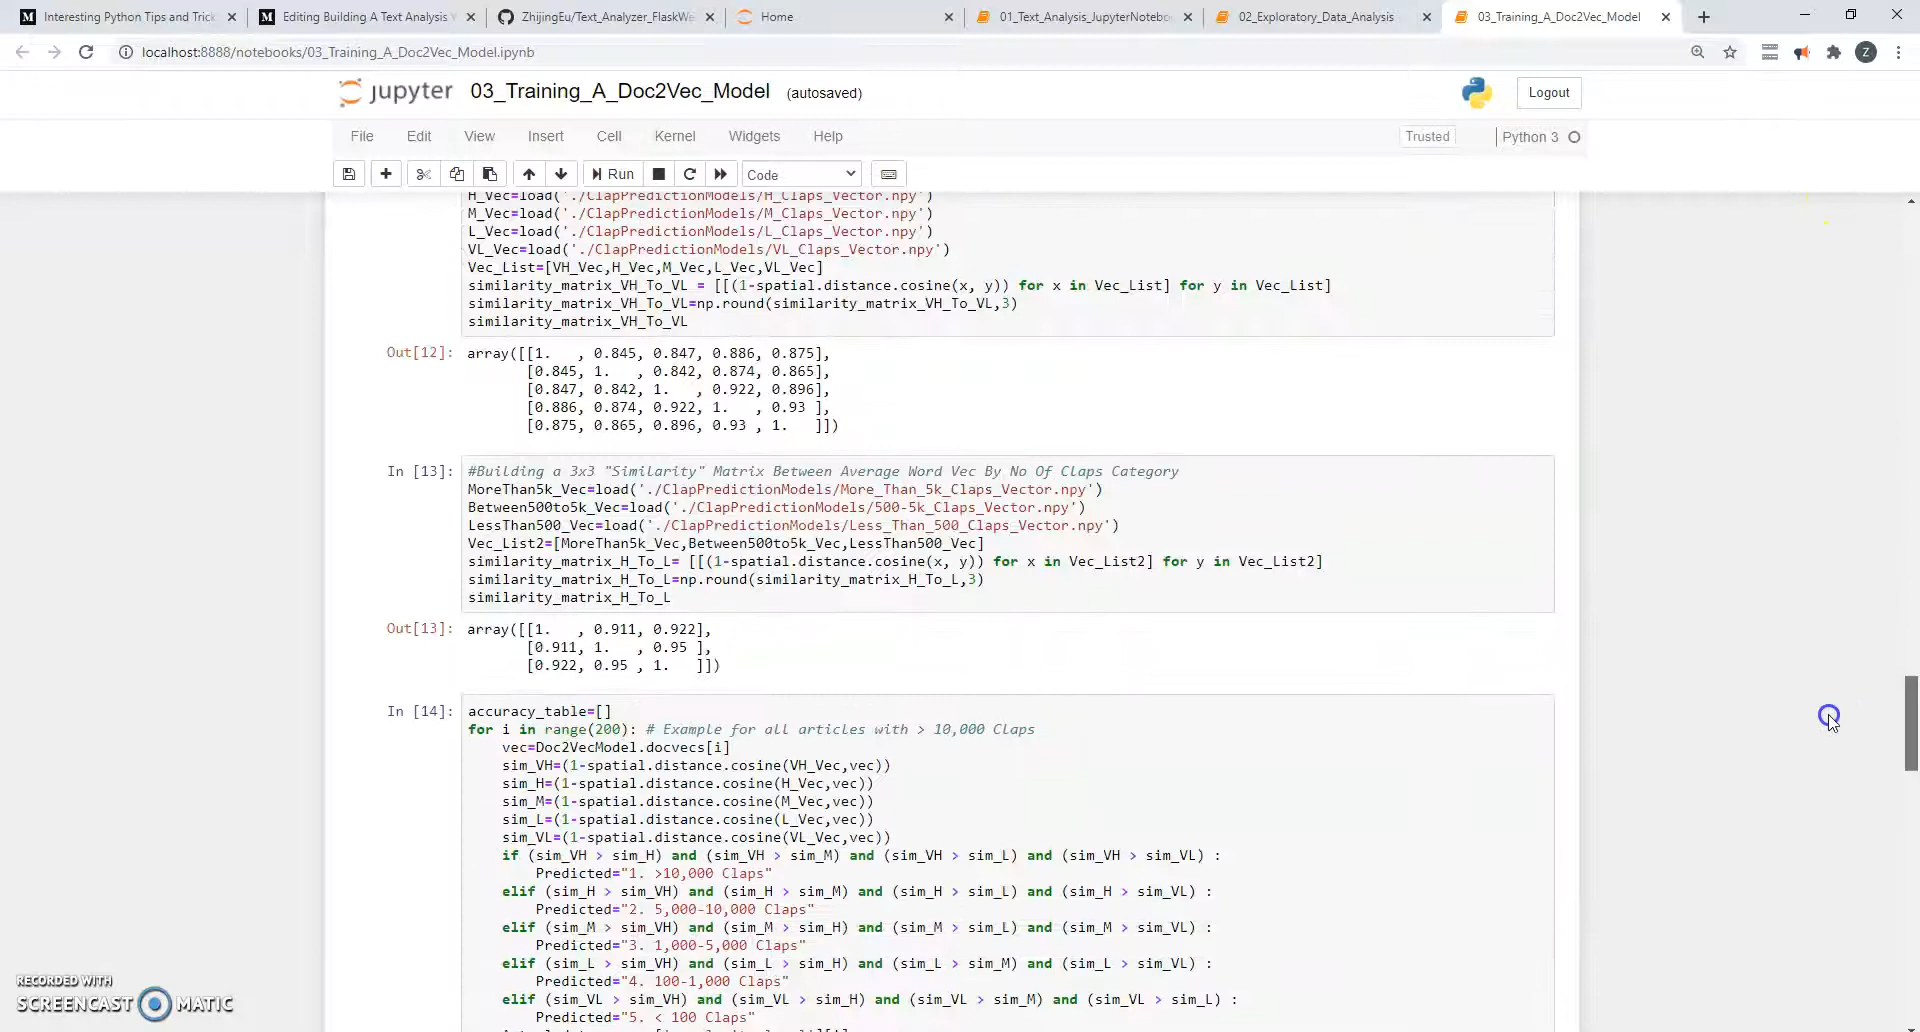 Interesting Python Tips and Trick
Editing Building A Text Analysis
ZhijingEu/Text_Analyzer_FlaskWe
Home
01_Text_Analysis_JupyterNotebo
02_Exploratory_Data_Analysis
03_Training_A_Doc2Vec_Model
localhost:8888/notebooks/03_Training_A_Doc2Vec_Model.ipynb
Z
jupyter 03_Training_A_Doc2Vec_Model (autosaved)
Logout
File Edit View Insert Cell Kernel Widgets Help
Trusted
Python 3
Run
Code
H_Vec=load('./ClapPredictionModels/H_Claps_Vector.npy')
M_Vec=load('./ClapPredictionModels/M_Claps_Vector.npy')
L_Vec=load('./ClapPredictionModels/L_Claps_Vector.npy')
VL_Vec=load('./ClapPredictionModels/VL_Claps_Vector.npy')
Vec_List=[VH_Vec,H_Vec,M_Vec,L_Vec,VL_Vec]
similarity_matrix_VH_To_VL = [[(1-spatial.distance.cosine(x, y)) for x in Vec_List] for y in Vec_List]
similarity_matrix_VH_To_VL=np.round(similarity_matrix_VH_To_VL,3)
similarity_matrix_VH_To_VL
Out[12]: array([[1.   , 0.845, 0.847, 0.886, 0.875],
[0.845, 1.   , 0.842, 0.874, 0.865],
[0.847, 0.842, 1.   , 0.922, 0.896],
[0.886, 0.874, 0.922, 1.   , 0.93 ],
[0.875, 0.865, 0.896, 0.93 , 1.   ]])
In [13]: #Building a 3x3 "Similarity" Matrix Between Average Word Vec By No Of Claps Category
MoreThan5k_Vec=load('./ClapPredictionModels/More_Than_5k_Claps_Vector.npy')
Between500to5k_Vec=load('./ClapPredictionModels/500-5k_Claps_Vector.npy')
LessThan500_Vec=load('./ClapPredictionModels/Less_Than_500_Claps_Vector.npy')
Vec_List2=[MoreThan5k_Vec,Between500to5k_Vec,LessThan500_Vec]
similarity_matrix_H_To_L= [[(1-spatial.distance.cosine(x, y)) for x in Vec_List2] for y in Vec_List2]
similarity_matrix_H_To_L=np.round(similarity_matrix_H_To_L,3)
similarity_matrix_H_To_L
Out[13]: array([[1.   , 0.911, 0.922],
[0.911, 1.   , 0.95 ],
[0.922, 0.95 , 1.   ]])
In [14]: accuracy_table=[]
for i in range(200): # Example for all articles with > 10,000 Claps
vec=Doc2VecModel.docvecs[i]
sim_VH=(1-spatial.distance.cosine(VH_Vec,vec))
sim_H=(1-spatial.distance.cosine(H_Vec,vec))
sim_M=(1-spatial.distance.cosine(M_Vec,vec))
sim_L=(1-spatial.distance.cosine(L_Vec,vec))
sim_VL=(1-spatial.distance.cosine(VL_Vec,vec))
if (sim_VH > sim_H) and (sim_VH > sim_M) and (sim_VH > sim_L) and (sim_VH > sim_VL) :
Predicted="1. >10,000 Claps"
elif (sim_H > sim_VH) and (sim_H > sim_M) and (sim_H > sim_L) and (sim_H > sim_VL) :
Predicted="2. 5,000-10,000 Claps"
elif (sim_M > sim_VH) and (sim_M > sim_H) and (sim_M > sim_L) and (sim_M > sim_VL) :
Predicted="3. 1,000-5,000 Claps"
elif (sim_L > sim_VH) and (sim_L > sim_H) and (sim_L > sim_M) and (sim_L > sim_VL) :
Predicted="4. 100-1,000 Claps"
elif (sim_VL > sim_VH) and (sim_VL > sim_H) and (sim_VL > sim_M) and (sim_VL > sim_L) :
Predicted="5. < 100 Claps"
RECORDED WITH
SCREENCAST MATIC